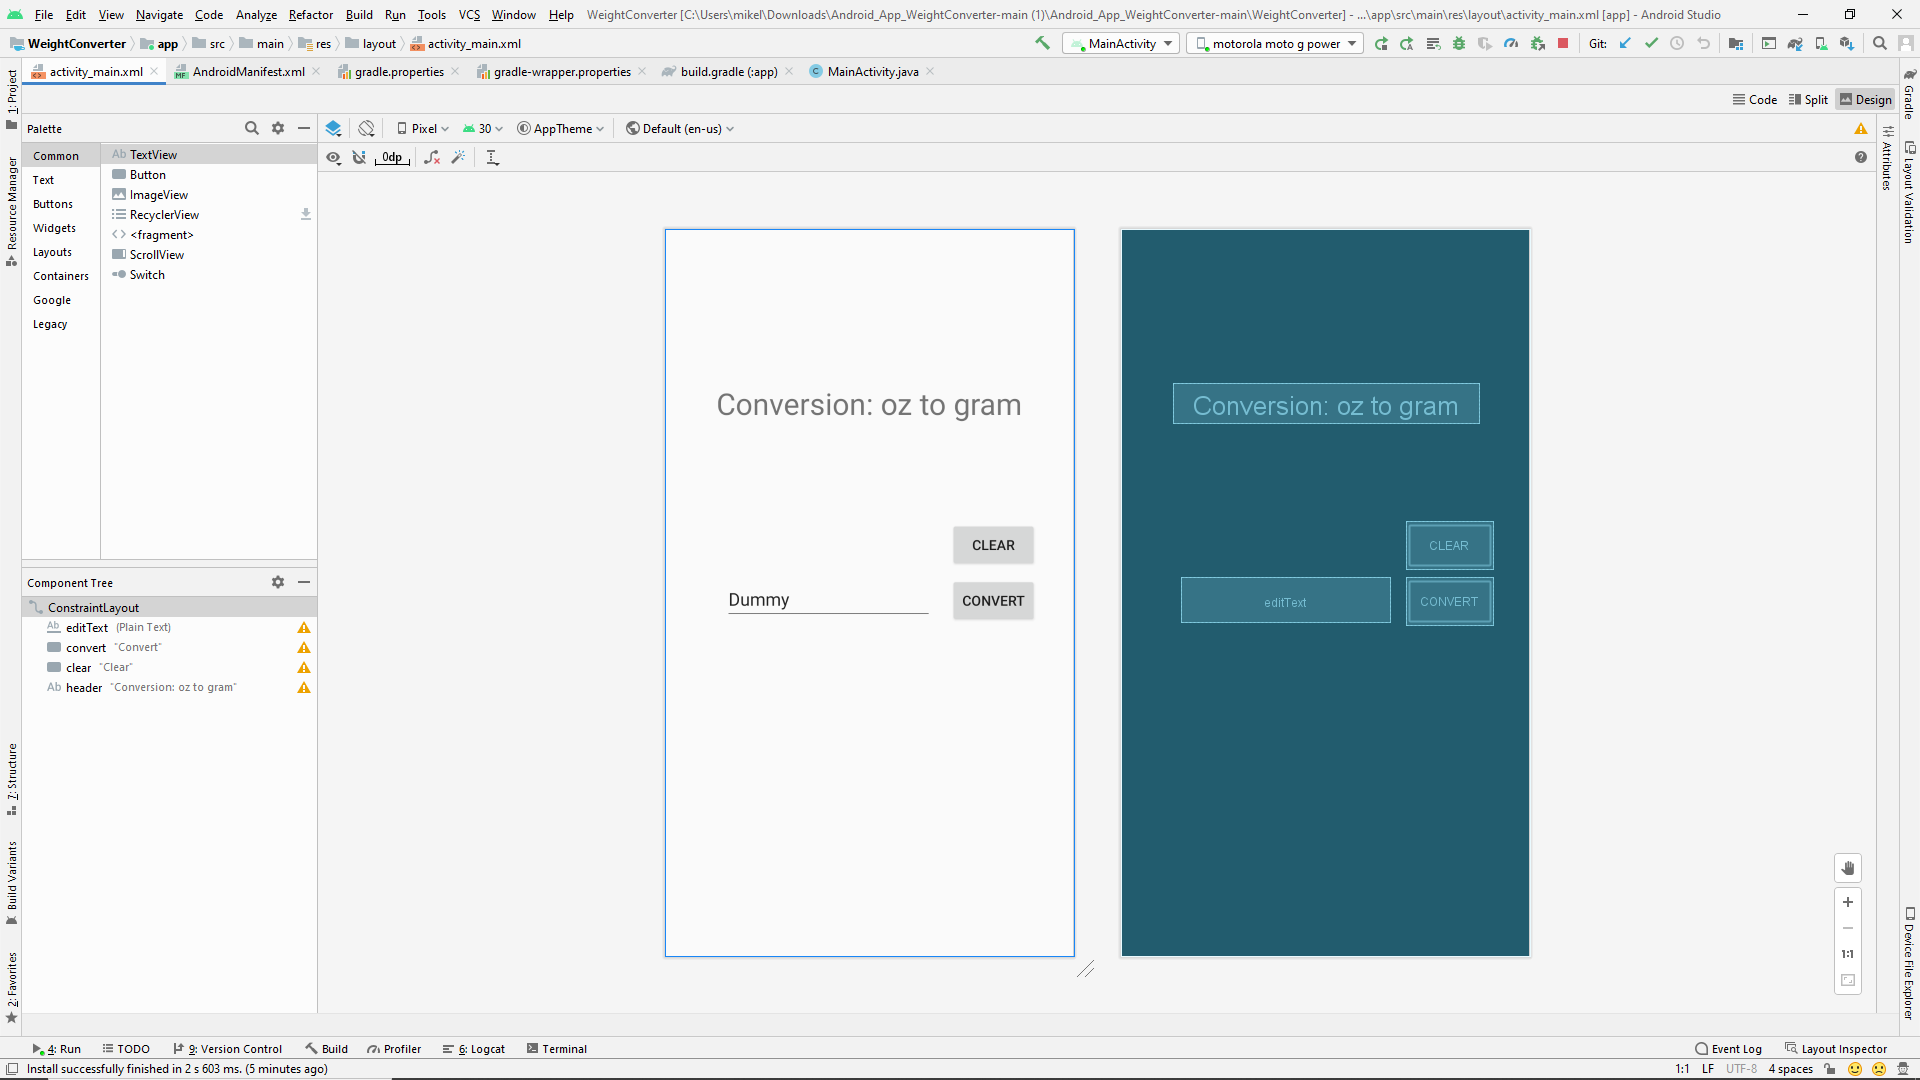 File Edit View Navigate Code Analyze Refactor Build Run Tools VCS Window Help WeightConverter [C:\Users\mikel\Downloads\Android_App_WeightConverter-main (1)\Android_App_WeightConverter-main\WeightConverter] - ...\app\src\main\res\layout\activity_main.xml [app] - Android Studio
WeightConverter app src main res layout activity_main.xml MainActivity motorola moto g power Git:
activity_main.xml AndroidManifest.xml gradle.properties gradle-wrapper.properties build.gradle (:app) MainActivity.java
Code Split Design
Palette Pixel 30 AppTheme Default (en-us)
0dp
Common
Text
Buttons
Widgets
Layouts
Containers
Google
Legacy
Ab TextView
Button
ImageView
RecyclerView
<> <fragment>
ScrollView
Switch
Conversion: oz to gram
CLEAR
Dummy CONVERT
Conversion: oz to gram
CLEAR
editText CONVERT
Component Tree
ConstraintLayout
Ab editText (Plain Text)
convert "Convert"
clear "Clear"
Ab header "Conversion: oz to gram"
1: Project
Resource Manager
7: Structure
Build Variants
2: Favorites
Gradle
Attributes
Layout Validation
Device File Explorer
1:1
4: Run TODO 9: Version Control Build Profiler 6: Logcat Terminal Event Log Layout Inspector
Install successfully finished in 2 s 603 ms. (5 minutes ago) 1:1 LF UTF-8 4 spaces